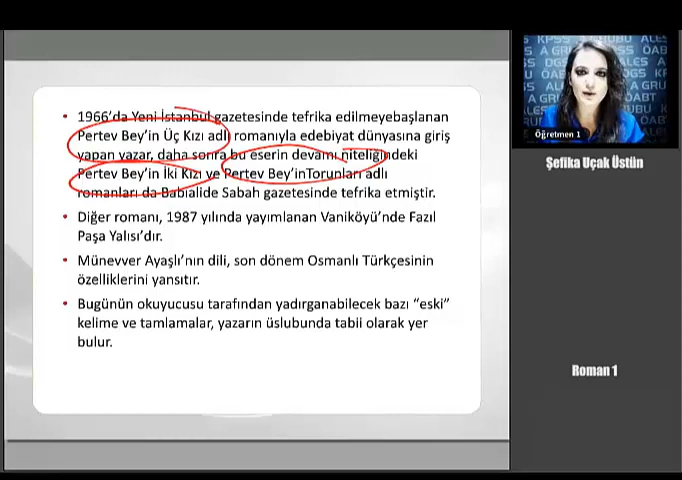 1966'da Yeni İstanbul gazetesinde tefrika edilmeyebaşlanan
Pertev Bey'in Üç Kızı adlı romanıyla edebiyat dünyasına giriş
yapan yazar, daha sonra bu eserin devamı niteliğindeki
Pertev Bey'in İki Kızı ve Pertev Bey'inTorunları adlı
romanları da Babıalide Sabah gazetesinde tefrika etmiştir.
Diğer romanı, 1987 yılında yayımlanan Vaniköyü'nde Fazıl
Paşa Yalısı'dır.
Münevver Ayaşlı'nın dili, son dönem Osmanlı Türkçesinin
özelliklerini yansıtır.
Bugünün okuyucusu tarafından yadırganabilecek bazı "eski"
kelime ve tamlamalar, yazarın üslubunda tabii olarak yer
bulur.
Öğretmen 1
Şefika Uçak Üstün
Roman 1